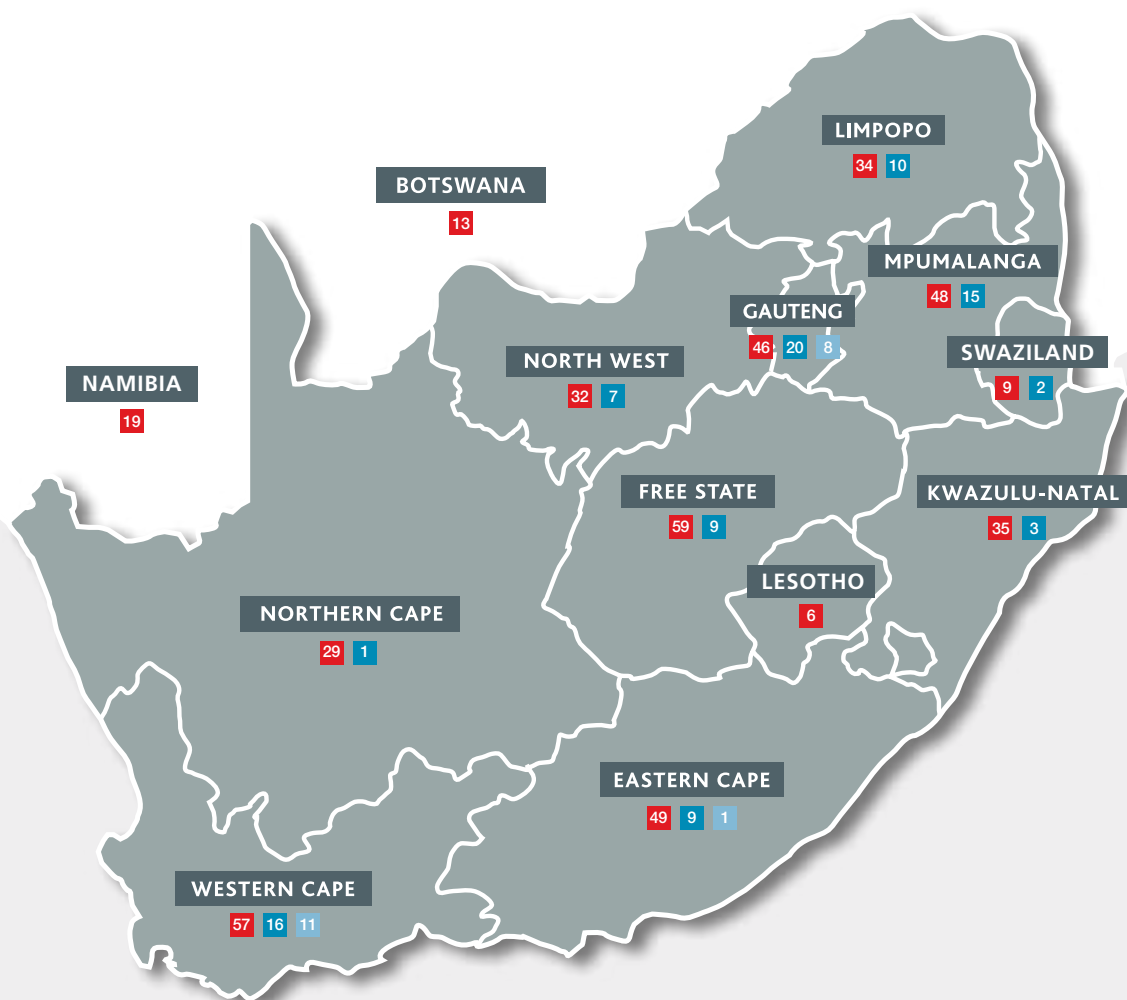 LIMPOPO
34 10
BOTSWANA
13
MPUMALANGA
48 15
GAUTENG
46 20 8
SWAZILAND
9 2
NORTH WEST
32 7
NAMIBIA
19
FREE STATE
59 9
KWAZULU-NATAL
35 3
LESOTHO
6
NORTHERN CAPE
29 1
EASTERN CAPE
49 9 1
WESTERN CAPE
57 16 11